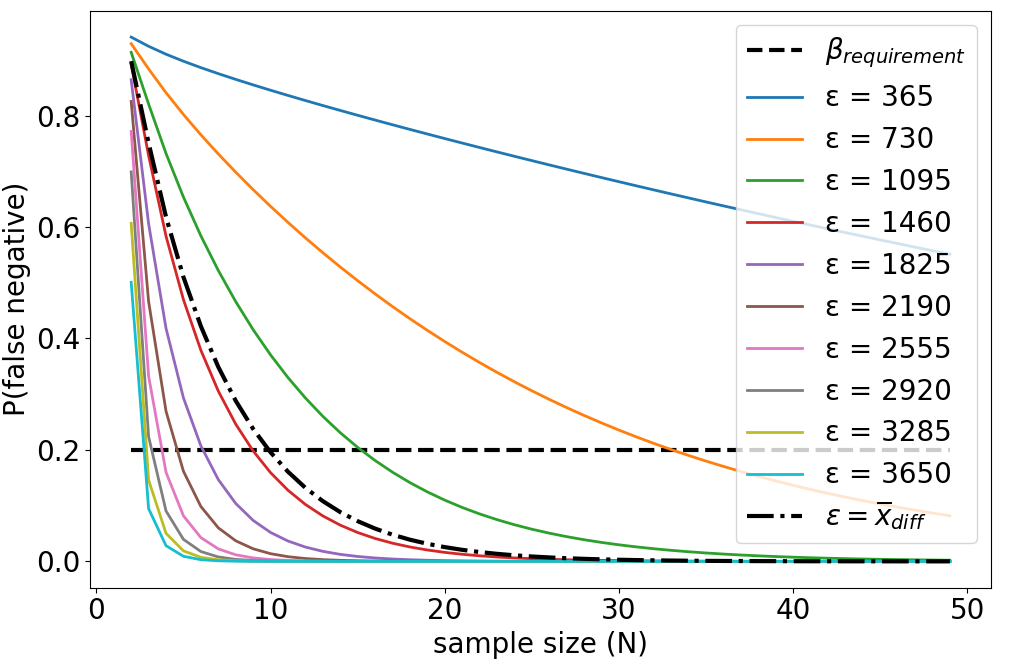 P(false negative)
0.8
0.6
0.4
0.2
0.0
0
10
20
30
40
50
sample size (N)
β_requirement
ε = 365
ε = 730
ε = 1095
ε = 1460
ε = 1825
ε = 2190
ε = 2555
ε = 2920
ε = 3285
ε = 3650
ε = x̅_diff